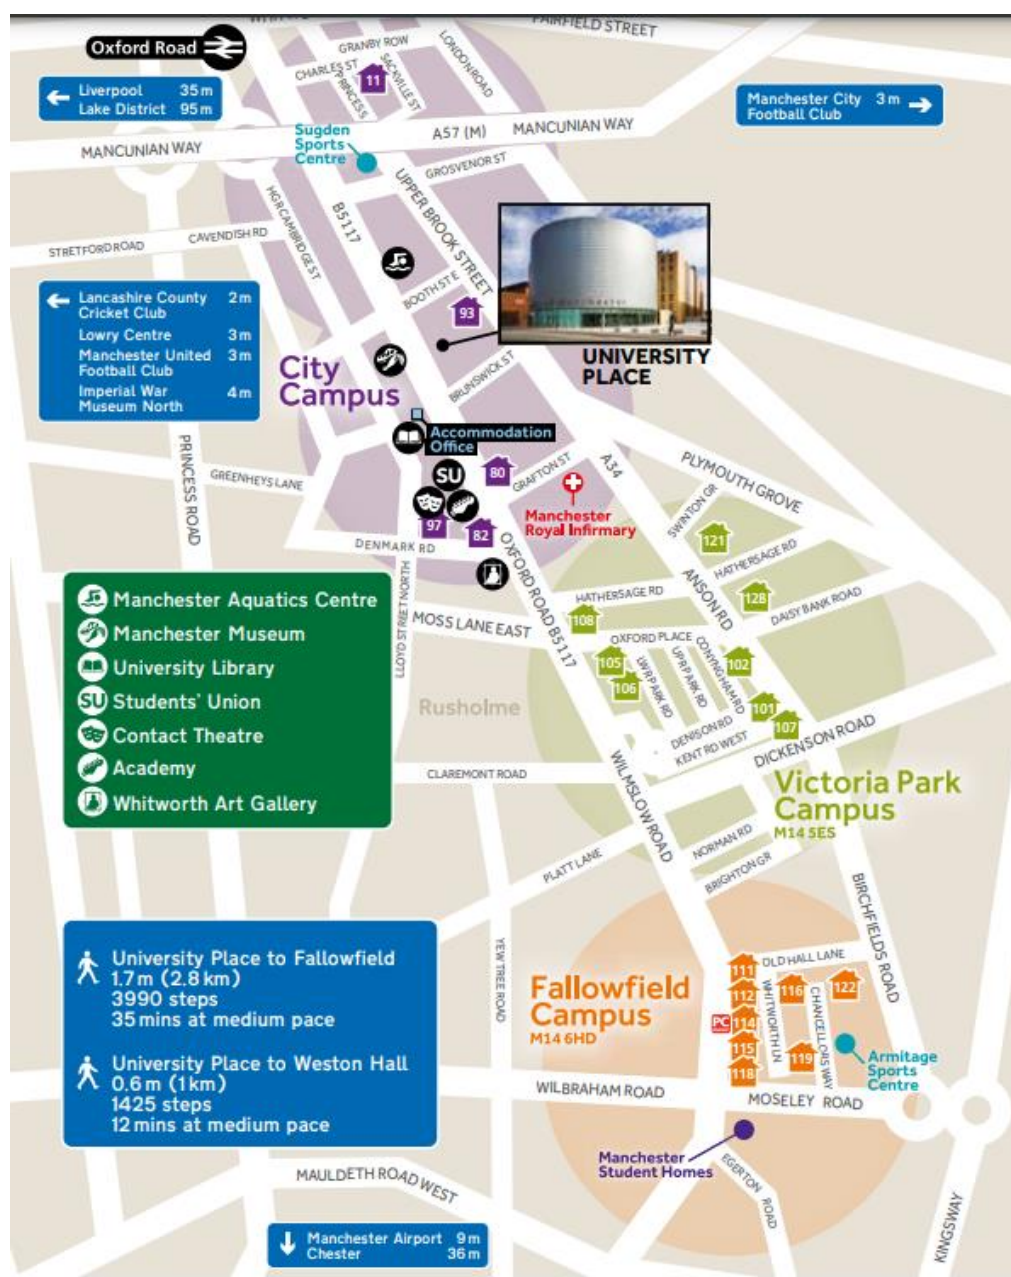 FAIRFIELD STREET
Oxford Road
GRANBY ROW
LONDON ROAD
CHARLES ST
PRINCESS
SACKVILLE ST
11
Liverpool 35m
Lake District 95m
Manchester City 3m
Football Club
Sugden
Sports
Centre
A57 (M) MANCUNIAN WAY
MANCUNIAN WAY
GROSVENOR ST
UPPER BROOK STREET
B5117
HGR CAMBRIDGE ST
CAVENDISH RD
STRETFORD ROAD
BOOTH ST E
93
Lancashire County 2m
Cricket Club
Lowry Centre 3m
Manchester United 3m
Football Club
Imperial War 4m
Museum North
UNIVERSITY
PLACE
City
Campus
BRUNSWICK ST
Accommodation
Office
PRINCESS ROAD
GREENHEYS LANE
SU
80
GRAFTON ST
A34
PLYMOUTH GROVE
SWINTON GR
Manchester
Royal Infirmary
97
82
DENMARK RD
OXFORD ROAD B5117
121
HATHERSAGE RD
ANSON RD
LLOYD STREET NORTH
HATHERSAGE RD
128
DAISY BANK ROAD
108
MOSS LANE EAST
OXFORD PLACE
105
106
LWR PARK RD
UPR PARK RD
CONYNGHAM RD
102
101
107
Rusholme
DENISON RD
KENT RD WEST
DICKENSON ROAD
Manchester Aquatics Centre
Manchester Museum
University Library
SU Students' Union
Contact Theatre
Academy
Whitworth Art Gallery
CLAREMONT ROAD
WILMSLOW ROAD
Victoria Park
Campus
M14 5ES
NORMAN RD
PLATT LANE
BRIGHTON GR
BIRCHFIELDS ROAD
University Place to Fallowfield
1.7m (2.8km)
3990 steps
35mins at medium pace
University Place to Weston Hall
0.6m (1km)
1425 steps
12mins at medium pace
YEW TREE ROAD
OLD HALL LANE
Fallowfield
Campus
M14 6HD
111
112
PC 114
115
118
WHITWORTH LN
116
119
CHANCELLORS WAY
122
Armitage
Sports
Centre
WILBRAHAM ROAD
MOSELEY ROAD
Manchester
Student Homes
EGERTON ROAD
MAULDETH ROAD WEST
KINGSWAY
Manchester Airport 9m
Chester 36m